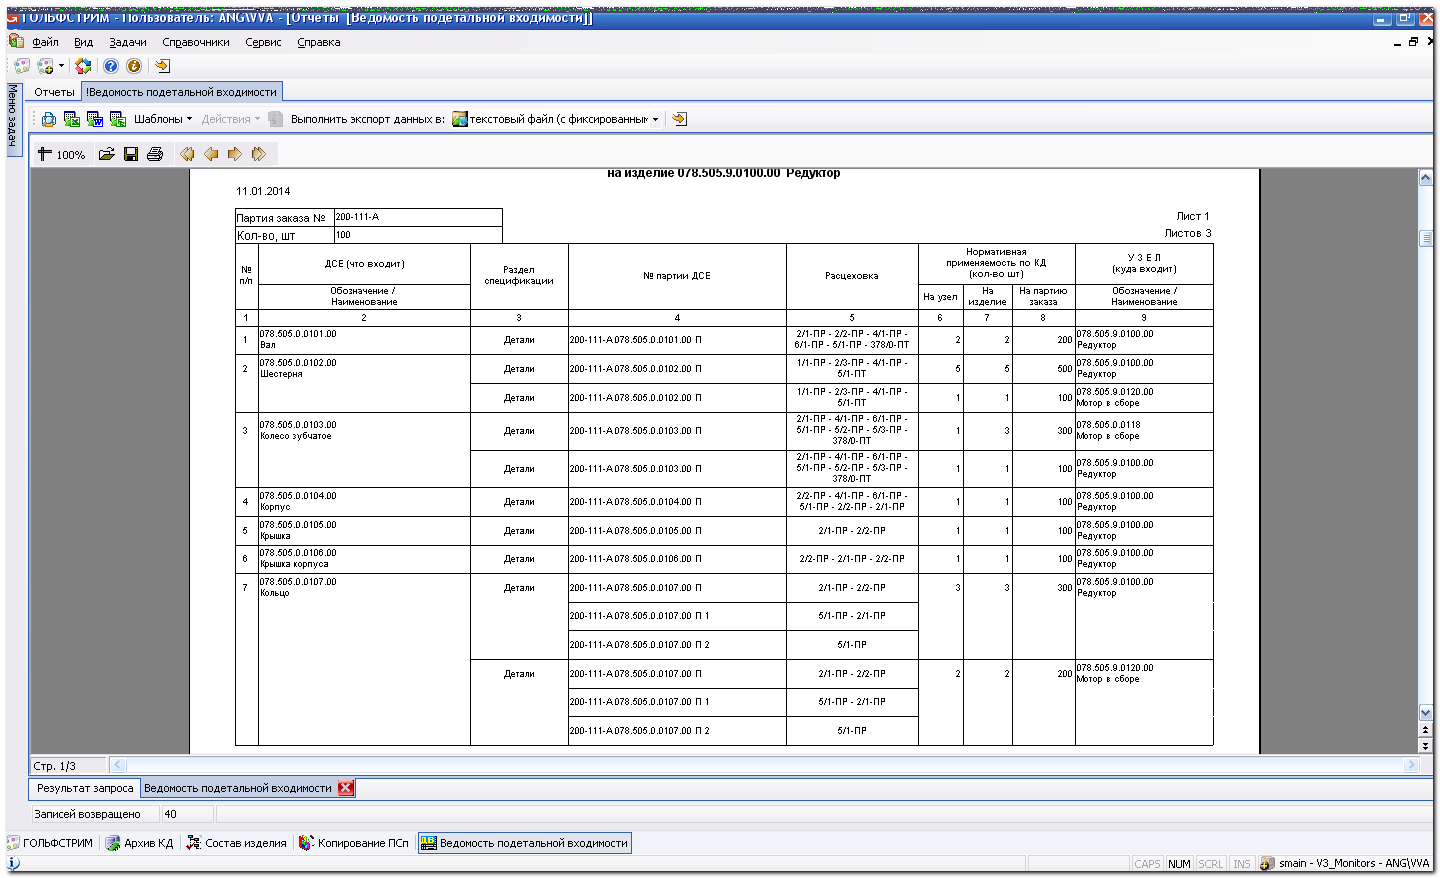 ГОЛЬФСТРИМ - Пользователь: ANG\VVA - [Отчеты [Ведомость подетальной входимости]]
Файл Вид Задачи Справочники Сервис Справка
Меню задач
Отчеты !Ведомость подетальной входимости
Шаблоны Действия Выполнить экспорт данных в: текстовый файл (с фиксированным
100%
на изделие 078.505.9.0100.00 Редуктор
11.01.2014
Партия заказа № 200-111-А Лист 1
Кол-во, шт 100 Листов 3
№ п/п ДСЕ (что входит) Раздел спецификации № партии ДСЕ Расцеховка Нормативная применяемость по КД (кол-во шт) У З Е Л (куда входит)
Обозначение / Наименование На узел На изделие На партию заказа Обозначение / Наименование
1 2 3 4 5 6 7 8 9
1 078.505.0.0101.00 Вал Детали 200-111-А078.505.0.0101.00 П 2/1-ПР - 2/2-ПР - 4/1-ПР - 6/1-ПР - 5/1-ПР - 378/0-ПТ 2 2 200 078.505.9.0100.00 Редуктор
2 078.505.0.0102.00 Шестерня Детали 200-111-А078.505.0.0102.00 П 1/1-ПР - 2/3-ПР - 4/1-ПР - 5/1-ПТ 5 5 500 078.505.9.0100.00 Редуктор
Детали 200-111-А078.505.0.0102.00 П 1/1-ПР - 2/3-ПР - 4/1-ПР - 5/1-ПТ 1 1 100 078.505.9.0120.00 Мотор в сборе
3 078.505.0.0103.00 Колесо зубчатое Детали 200-111-А078.505.0.0103.00 П 2/1-ПР - 4/1-ПР - 6/1-ПР - 5/1-ПР - 5/2-ПР - 5/3-ПР - 378/0-ПТ 1 3 300 078.505.0.0118 Мотор в сборе
Детали 200-111-А078.505.0.0103.00 П 2/1-ПР - 4/1-ПР - 6/1-ПР - 5/1-ПР - 5/2-ПР - 5/3-ПР - 378/0-ПТ 1 1 100 078.505.9.0100.00 Редуктор
4 078.505.0.0104.00 Корпус Детали 200-111-А078.505.0.0104.00 П 2/2-ПР - 4/1-ПР - 6/1-ПР - 5/1-ПР - 2/2-ПР - 2/1-ПР 1 1 100 078.505.9.0100.00 Редуктор
5 078.505.0.0105.00 Крышка Детали 200-111-А078.505.0.0105.00 П 2/1-ПР - 2/2-ПР 1 1 100 078.505.9.0100.00 Редуктор
6 078.505.0.0106.00 Крышка корпуса Детали 200-111-А078.505.0.0106.00 П 2/2-ПР - 2/1-ПР - 2/2-ПР 1 1 100 078.505.9.0100.00 Редуктор
7 078.505.0.0107.00 Кольцо Детали 200-111-А078.505.0.0107.00 П 2/1-ПР - 2/2-ПР 3 3 300 078.505.9.0100.00 Редуктор
200-111-А078.505.0.0107.00 П 1 5/1-ПР - 2/1-ПР
200-111-А078.505.0.0107.00 П 2 5/1-ПР
Детали 200-111-А078.505.0.0107.00 П 2/1-ПР - 2/2-ПР 2 2 200 078.505.9.0120.00 Мотор в сборе
200-111-А078.505.0.0107.00 П 1 5/1-ПР - 2/1-ПР
200-111-А078.505.0.0107.00 П 2 5/1-ПР
Стр. 1/3
Результат запроса Ведомость подетальной входимости
Записей возвращено 40
ГОЛЬФСТРИМ Архив КД Состав изделия Копирование ПСп Ведомость подетальной входимости
CAPS NUM SCRL INS smain - V3_Monitors - ANG\VVA